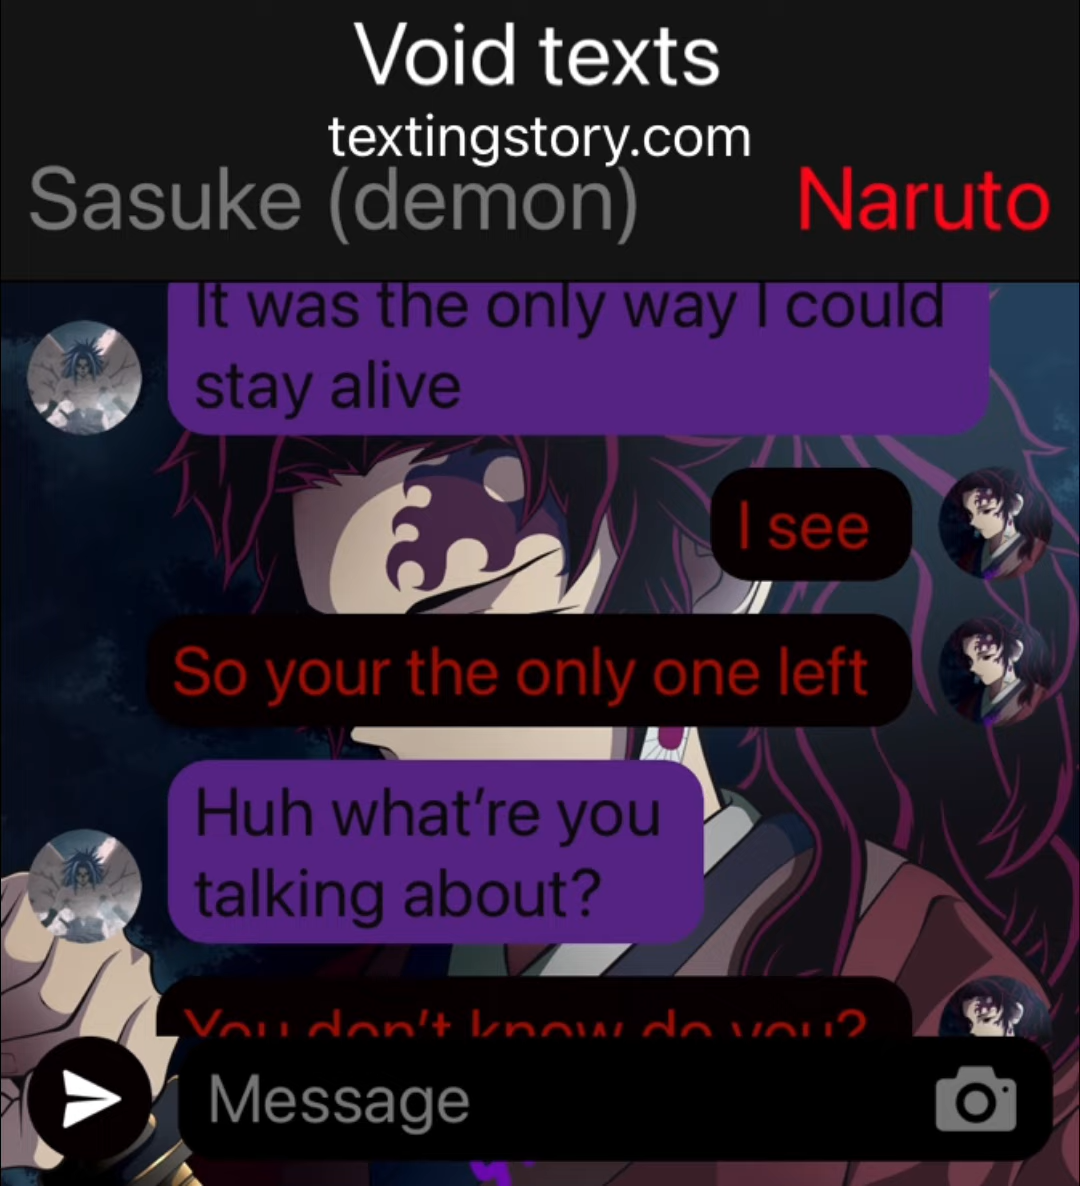 Void texts
textingstory.com
Sasuke (demon) Naruto
It was the only way I could
stay alive
I see
So your the only one left
Huh what’re you
talking about?
You don’t know do you?
Message